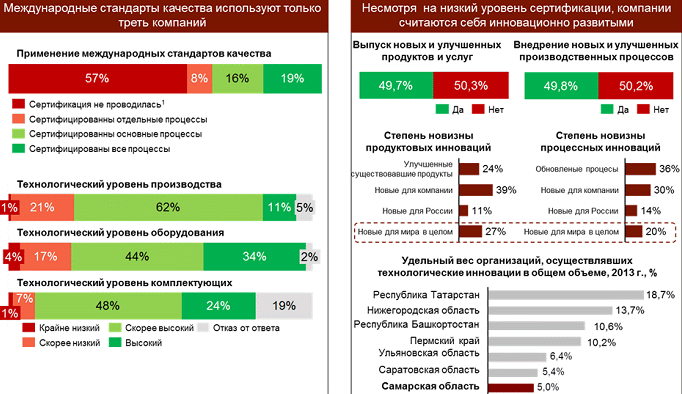 Международные стандарты качества используют только
треть компаний
Применение международных стандартов качества
57%
8%
16%
19%
Сертификация не проводилась¹
Сертифицированны отдельные процессы
Сертифицированны основные процессы
Сертифицированы все процессы
Технологический уровень производства
1%
21%
62%
11%
5%
Технологический уровень оборудования
4%
17%
44%
34%
2%
Технологический уровень комплектующих
1%
7%
48%
24%
19%
Крайне низкий
Скорее высокий
Отказ от ответа
Скорее низкий
Высокий
Несмотря на низкий уровень сертификации, компании
считаются себя инновационно развитыми
Выпуск новых и улучшенных
продуктов и услуг
49,7%
50,3%
Да
Нет
Внедрение новых и улучшенных
производственных процессов
49,8%
50,2%
Да
Нет
Степень новизны
продуктовых инноваций
Улучшенные
существовавшие продукты
24%
Новые для компании
39%
Новые для России
11%
Новые для мира в целом
27%
Степень новизны
процессных инноваций
Обновленые процесы
36%
Новые для компании
30%
Новые для России
14%
Новые для мира в целом
20%
Удельный вес организаций, осуществлявших
технологические инновации в общем объеме, 2013 г., %
Республика Татарстан
18,7%
Нижегородская область
13,7%
Республика Башкортостан
10,6%
Пермский край
10,2%
Ульяновская область
6,4%
Саратовская область
5,4%
Самарская область
5,0%